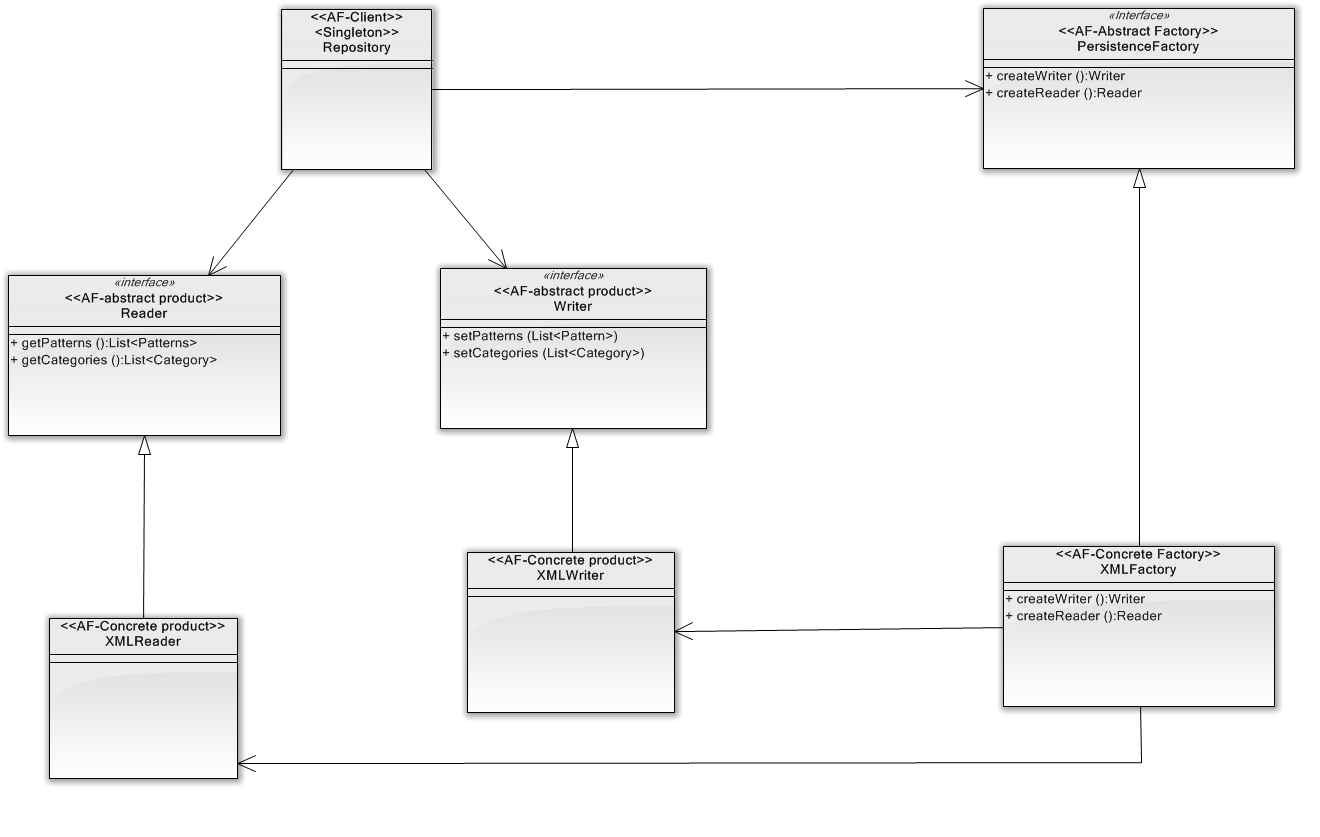 <<AF-Client>>
<Singleton>>
Repository
«Interface»
<<AF-Abstract Factory>>
PersistenceFactory
+ createWriter ():Writer
+ createReader ():Reader
«interface»
<<AF-abstract product>>
Reader
+ getPatterns ():List<Patterns>
+ getCategories ():List<Category>
«interface»
<<AF-abstract product>>
Writer
+ setPatterns (List<Pattern>)
+ setCategories (List<Category>)
<<AF-Concrete product>>
XMLWriter
<<AF-Concrete Factory>>
XMLFactory
+ createWriter ():Writer
+ createReader ():Reader
<<AF-Concrete product>>
XMLReader